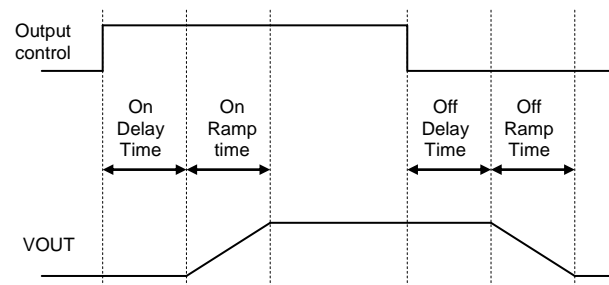 Output
control
On
Delay
Time
On
Ramp
time
Off
Delay
Time
Off
Ramp
Time
VOUT